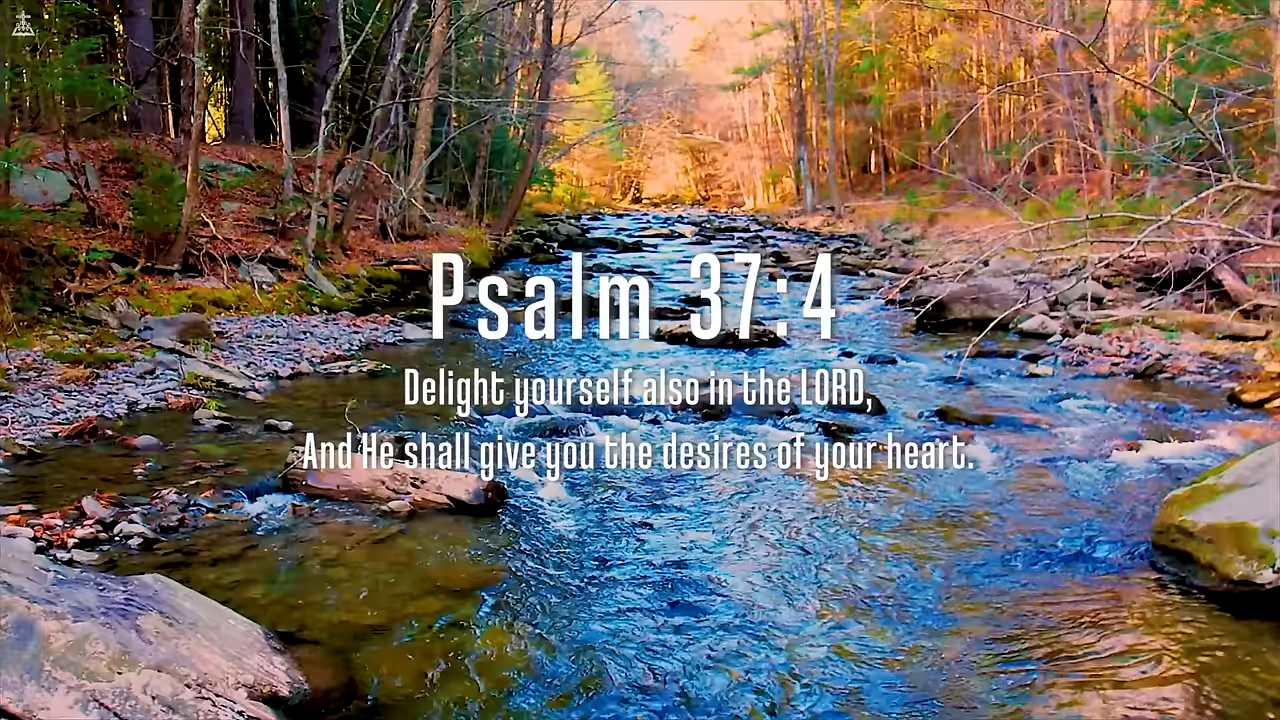 Psalm 37:4
Delight yourself also in the LORD,
And He shall give you the desires of your heart.